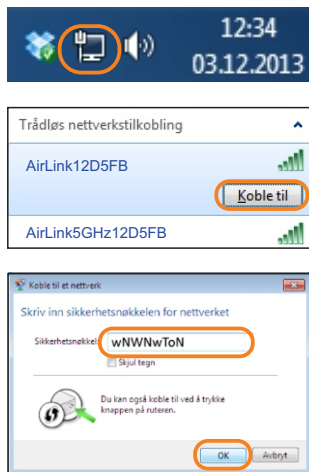 12:34
03.12.2013
Trådløs nettverkstilkobling
AirLink12D5FB
Koble til
AirLink5GHz12D5FB
Koble til et nettverk
Skriv inn sikkerhetsnøkkelen for nettverket
Sikkerhetsnøkkel: wNWNwToN
Skjul tegn
Du kan også koble til ved å trykke
knappen på ruteren.
OK Avbryt